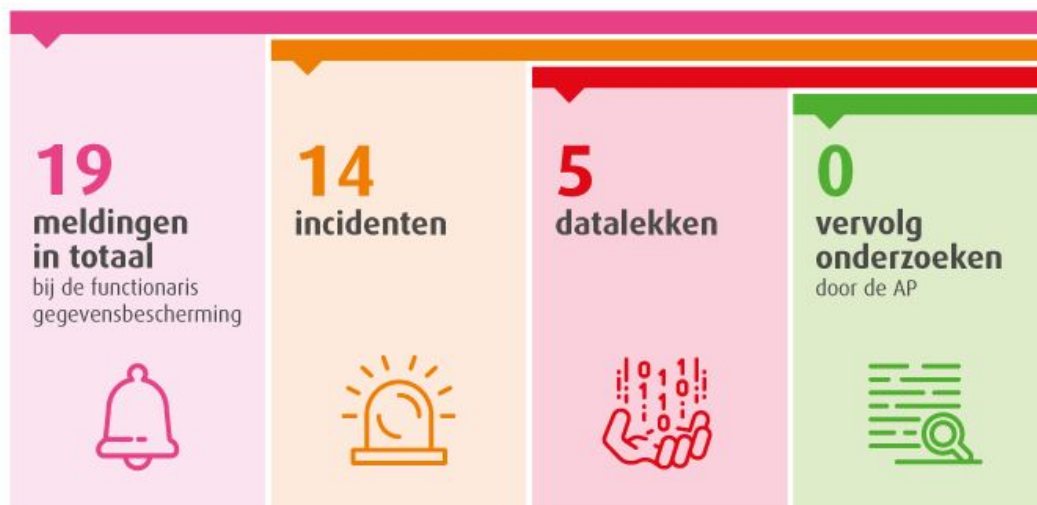 19
meldingen
in totaal
bij de functionaris
gegevensbescherming
14
incidenten
5
datalekken
0
vervolg
onderzoeken
door de AP